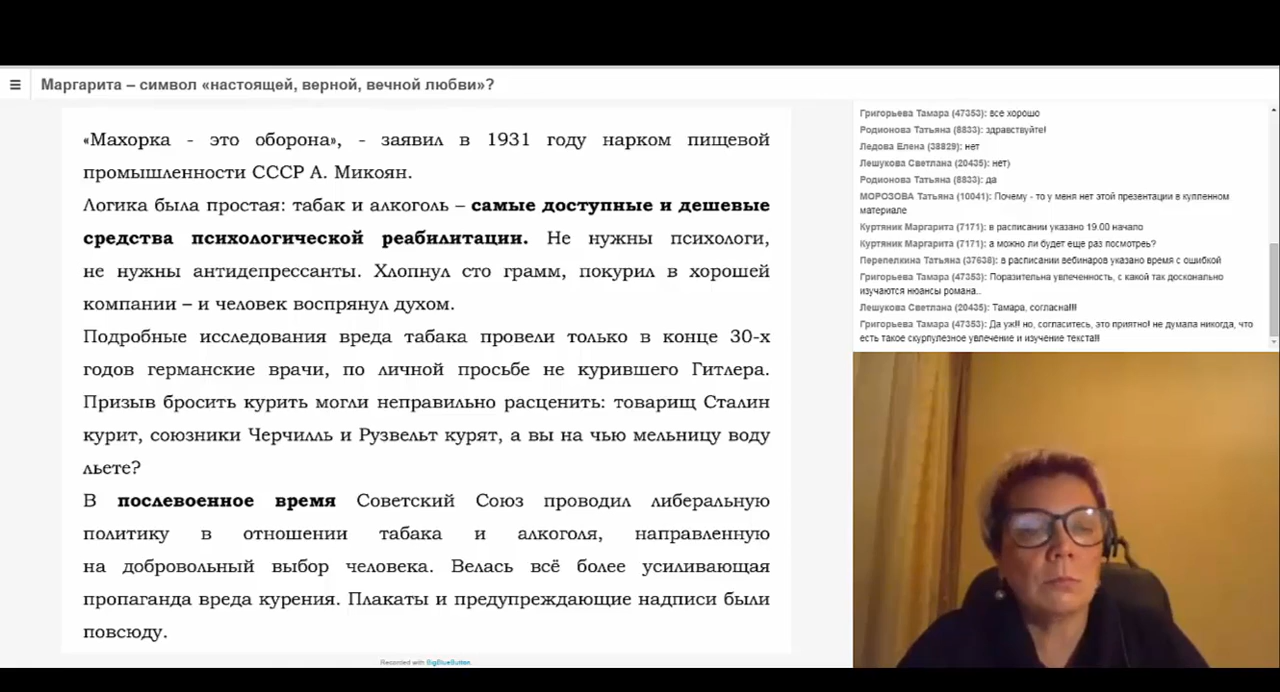 Маргарита – символ «настоящей, верной, вечной любви»?
«Махорка - это оборона», - заявил в 1931 году нарком пищевой
промышленности СССР А. Микоян.
Логика была простая: табак и алкоголь – самые доступные и дешевые
средства психологической реабилитации. Не нужны психологи,
не нужны антидепрессанты. Хлопнул сто грамм, покурил в хорошей
компании – и человек воспрянул духом.
Подробные исследования вреда табака провели только в конце 30-х
годов германские врачи, по личной просьбе не курившего Гитлера.
Призыв бросить курить могли неправильно расценить: товарищ Сталин
курит, союзники Черчилль и Рузвельт курят, а вы на чью мельницу воду
льете?
В послевоенное время Советский Союз проводил либеральную
политику в отношении табака и алкоголя, направленную
на добровольный выбор человека. Велась всё более усиливающая
пропаганда вреда курения. Плакаты и предупреждающие надписи были
повсюду.
Recorded with BigBlueButton.
Григорьева Тамара (47353): все хорошо
Родионова Татьяна (8833): здравствуйте!
Ледова Елена (38829): нет
Лешукова Светлана (20435): нет)
Родионова Татьяна (8833): да
МОРОЗОВА Татьяна (10041): Почему - то у меня нет этой презентации в купленном
материале
Куртяник Маргарита (7171): в расписании указано 19.00 начало
Куртяник Маргарита (7171): а можно ли будет еще раз посмотреь?
Перепелкина Татьяна (37638): в расписании вебинаров указано время с ошибкой
Григорьева Тамара (47353): Поразительна увлеченность, с какой так досконально
изучаются нюансы романа..
Лешукова Светлана (20435): Тамара, согласна!!!
Григорьева Тамара (47353): Да уж!! но, согласитесь, это приятно! не думала никогда, что
есть такое скурпулезное увлечение и изучение текста!!